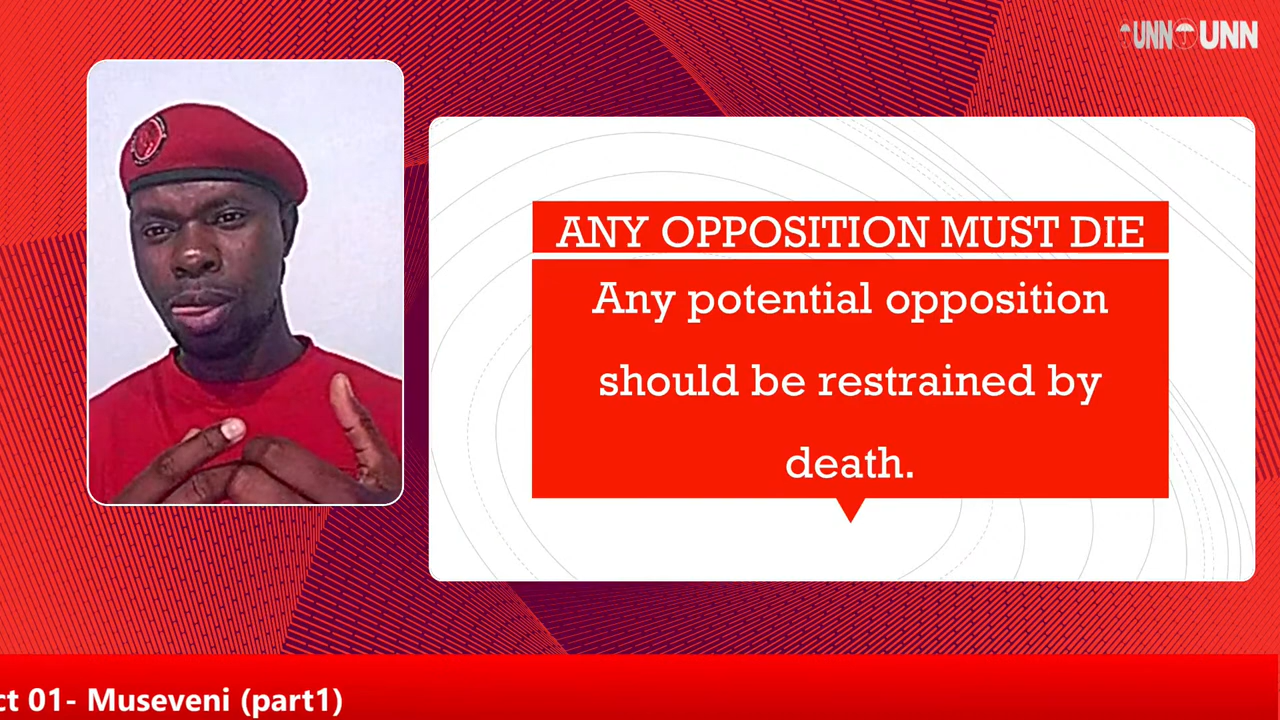 UNN UNN
ANY OPPOSITION MUST DIE
Any potential opposition
should be restrained by
death.
ct 01- Museveni (part1)